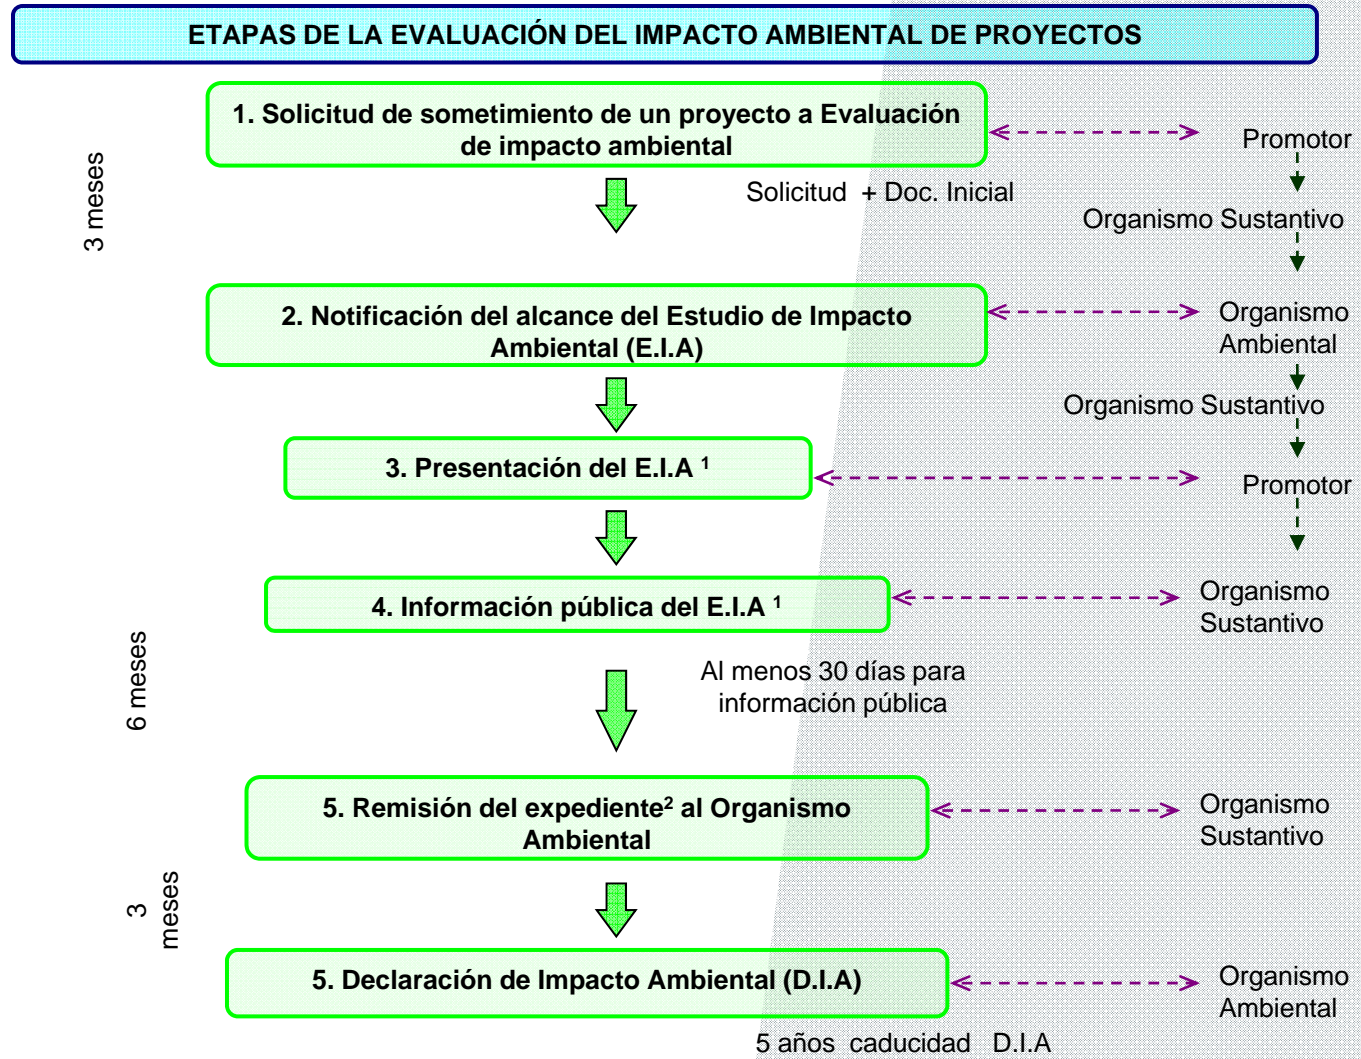 ETAPAS DE LA EVALUACIÓN DEL IMPACTO AMBIENTAL DE PROYECTOS
1. Solicitud de sometimiento de un proyecto a Evaluación
de impacto ambiental
Promotor
3 meses
Solicitud + Doc. Inicial
Organismo Sustantivo
2. Notificación del alcance del Estudio de Impacto
Ambiental (E.I.A)
Organismo
Ambiental
Organismo Sustantivo
3. Presentación del E.I.A ¹
Promotor
4. Información pública del E.I.A ¹
Organismo
Sustantivo
6 meses
Al menos 30 días para
información pública
5. Remisión del expediente² al Organismo
Ambiental
Organismo
Sustantivo
3
meses
5. Declaración de Impacto Ambiental (D.I.A)
Organismo
Ambiental
5 años caducidad D.I.A